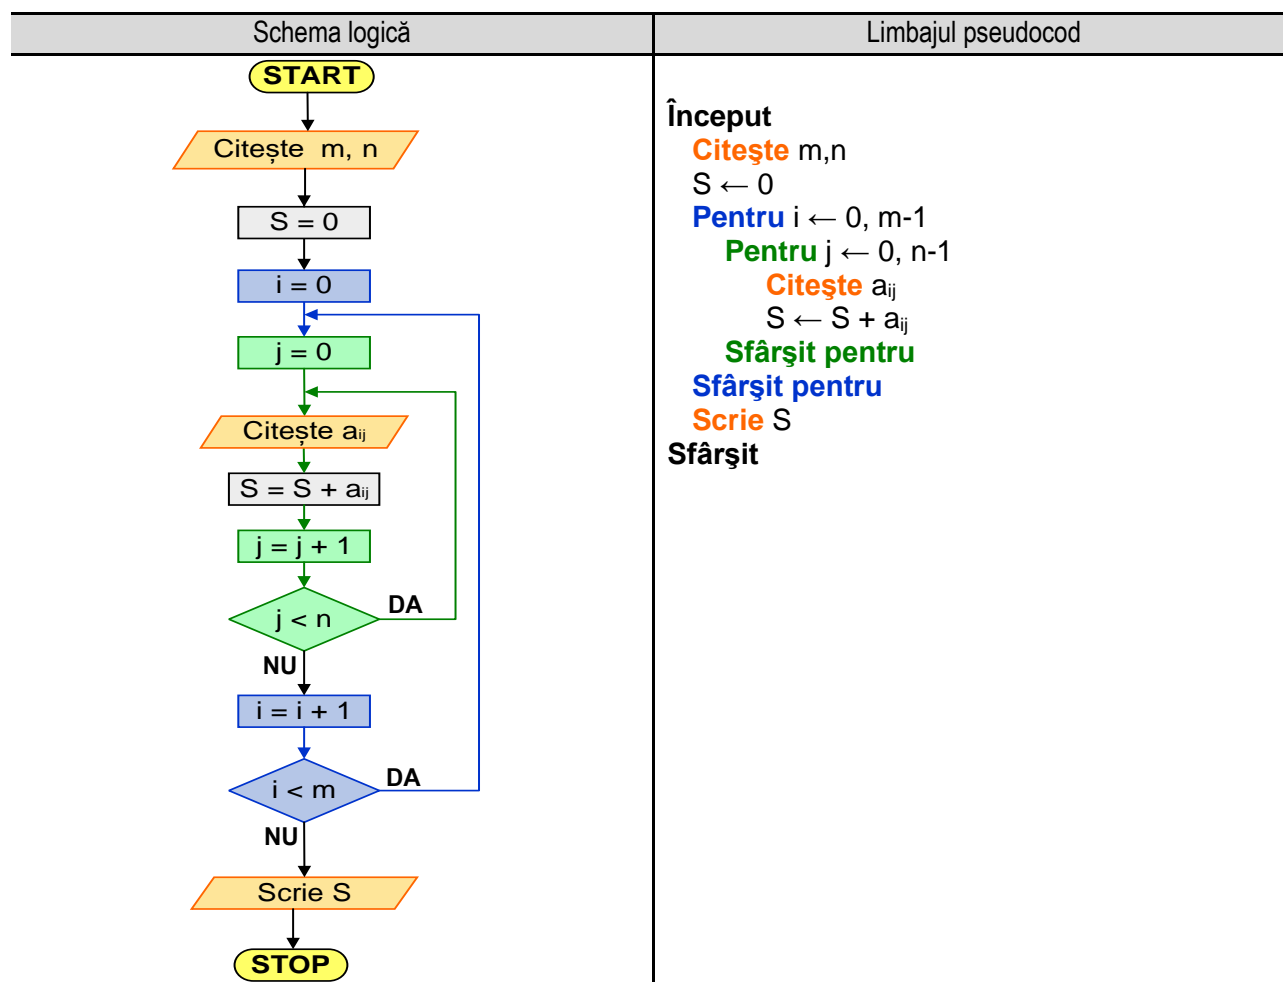 Schema logică
Limbajul pseudocod
START
Citește m, n
S = 0
i = 0
j = 0
Citește aij
S = S + aij
j = j + 1
j < n
DA
NU
i = i + 1
i < m
DA
NU
Scrie S
STOP
Început
Citeşte m,n
S ← 0
Pentru i ← 0, m-1
Pentru j ← 0, n-1
Citeşte aij
S ← S + aij
Sfârşit pentru
Sfârşit pentru
Scrie S
Sfârşit